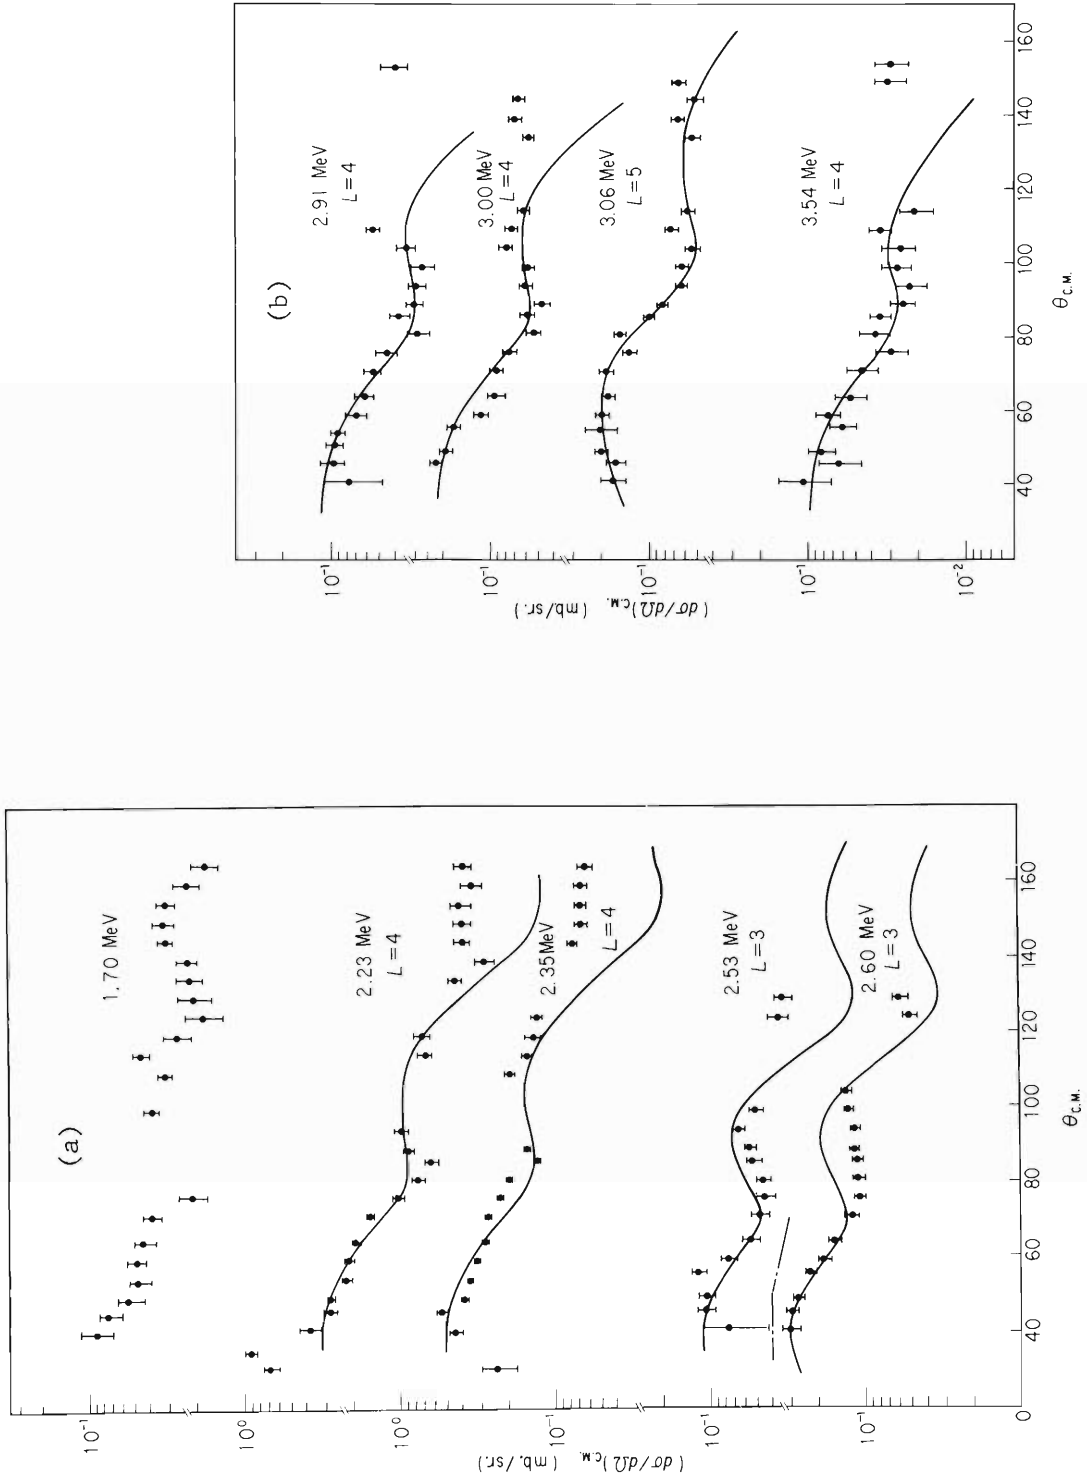 (a)
1.70 MeV
2.23 MeV
L=4
2.35MeV
L=4
2.53 MeV
L=3
2.60 MeV
L=3
10⁻¹
10⁰
10⁰
10⁻¹
10⁻¹
10⁻¹
0
(dσ/dΩ)C.M. (mb./sr.)
40 60 80 100 120 140 160
θC.M.
(b)
2.91 MeV
L=4
3.00MeV
L=4
3.06 MeV
L=5
3.54 MeV
L=4
10⁻¹
10⁻¹
10⁻¹
10⁻¹
10⁻²
(dσ/dΩ)C.M. (mb/sr.)
40 60 80 100 120 140 160
θC.M.